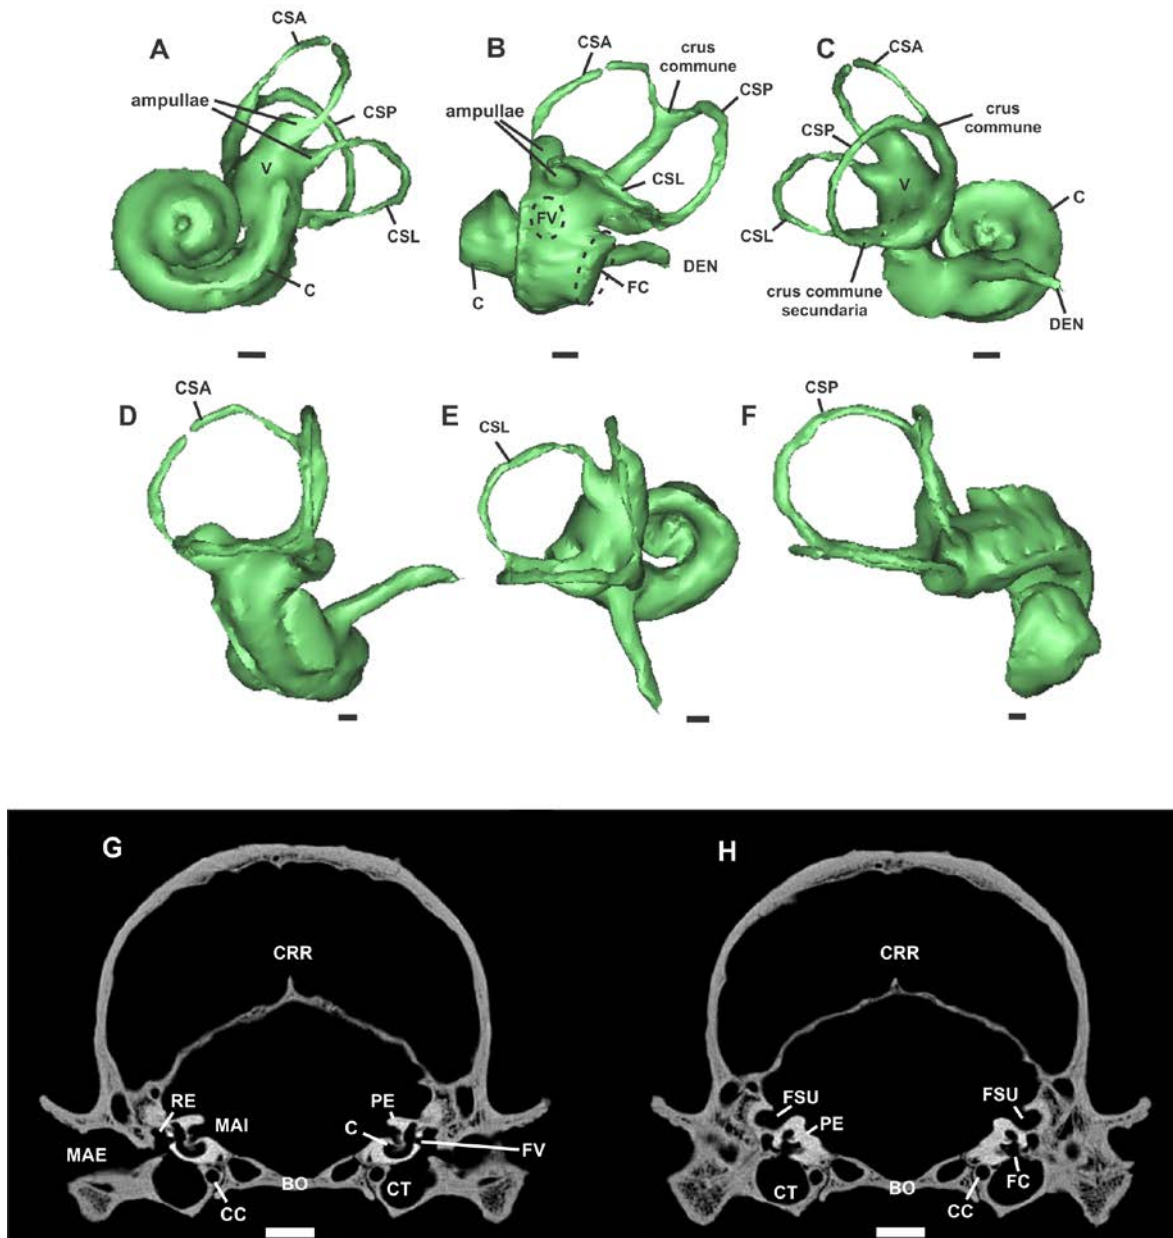 A
CSA
ampullae
CSP
V
CSL
C
B
CSA
crus
commune
CSP
ampullae
CSL
FV
DEN
FC
C
C
CSA
crus
commune
CSP
V
C
CSL
crus commune
secundaria
DEN
D
CSA
E
CSL
F
CSP
G
CRR
RE
MAI
PE
C
FV
MAE
BO
CT
CC
H
CRR
FSU
FSU
PE
CT
BO
CC
FC